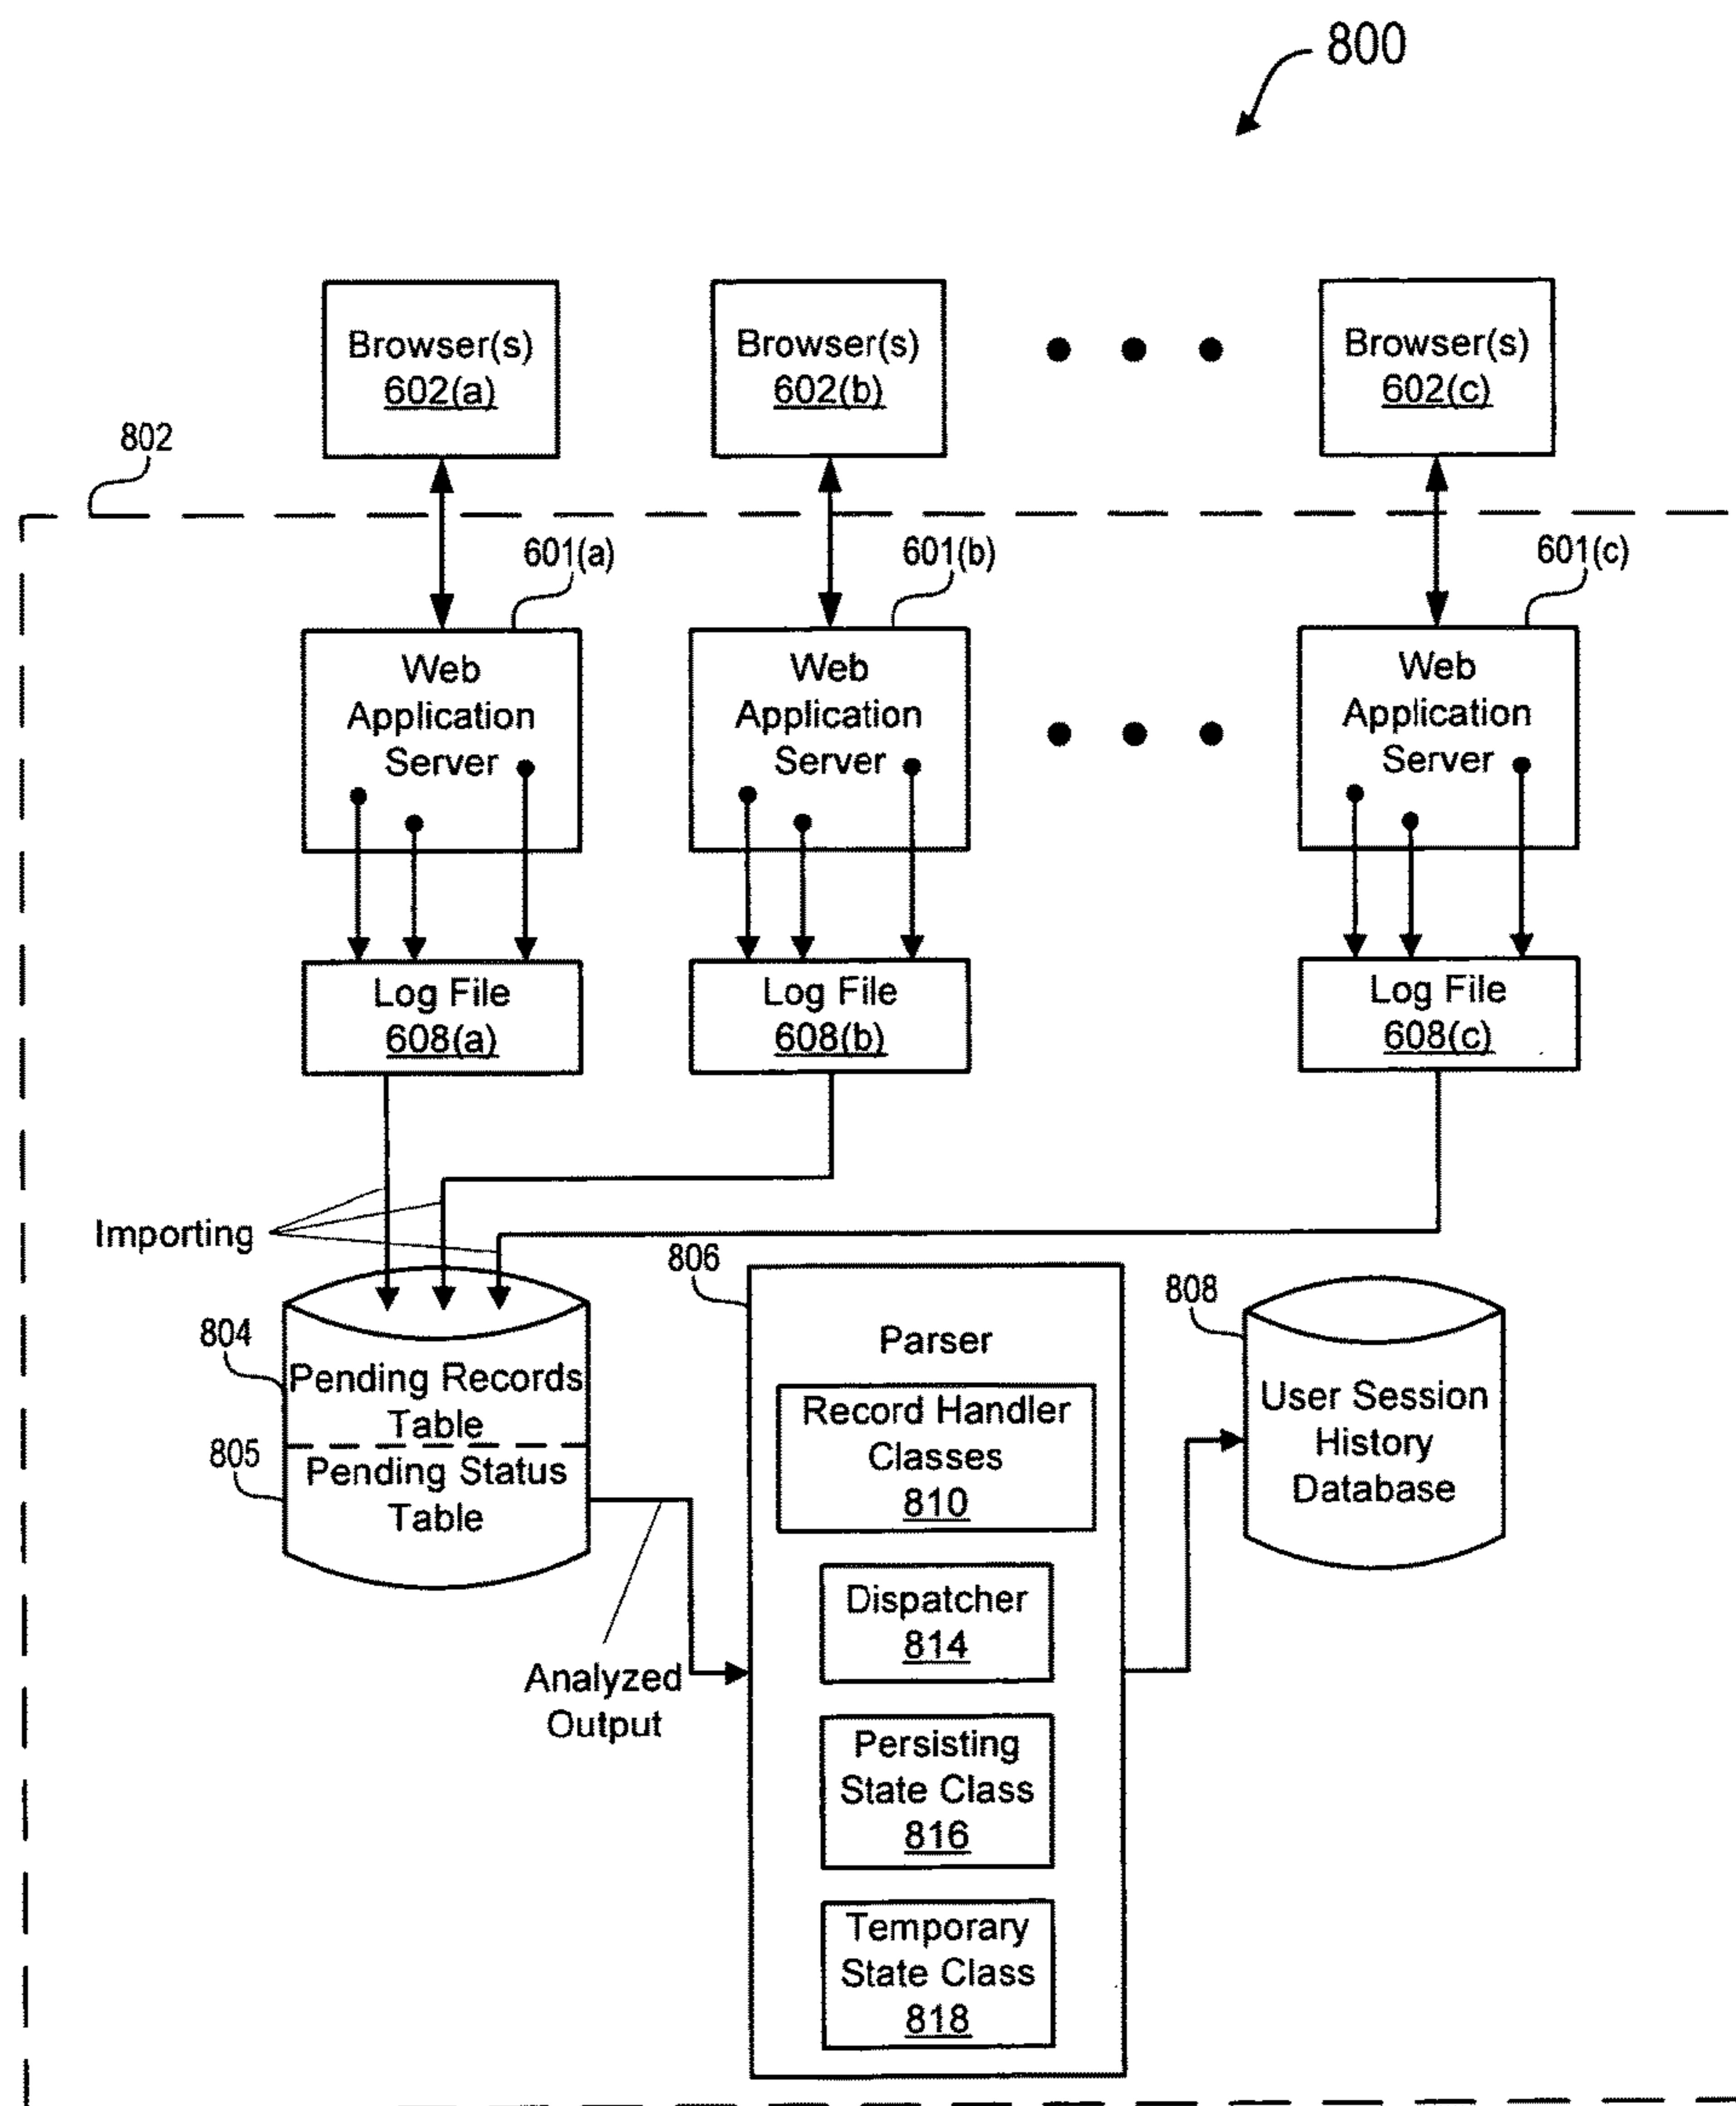 800
Browser(s)
602(a)
Browser(s)
602(b)
Browser(s)
602(c)
802
601(a)
601(b)
601(c)
Web
Application
Server
Web
Application
Server
Web
Application
Server
Log File
608(a)
Log File
608(b)
Log File
608(c)
Importing
804
Pending Records
Table
805
Pending Status
Table
Analyzed
Output
806
Parser
Record Handler
Classes
810
Dispatcher
814
Persisting
State Class
816
Temporary
State Class
818
808
User Session
History
Database